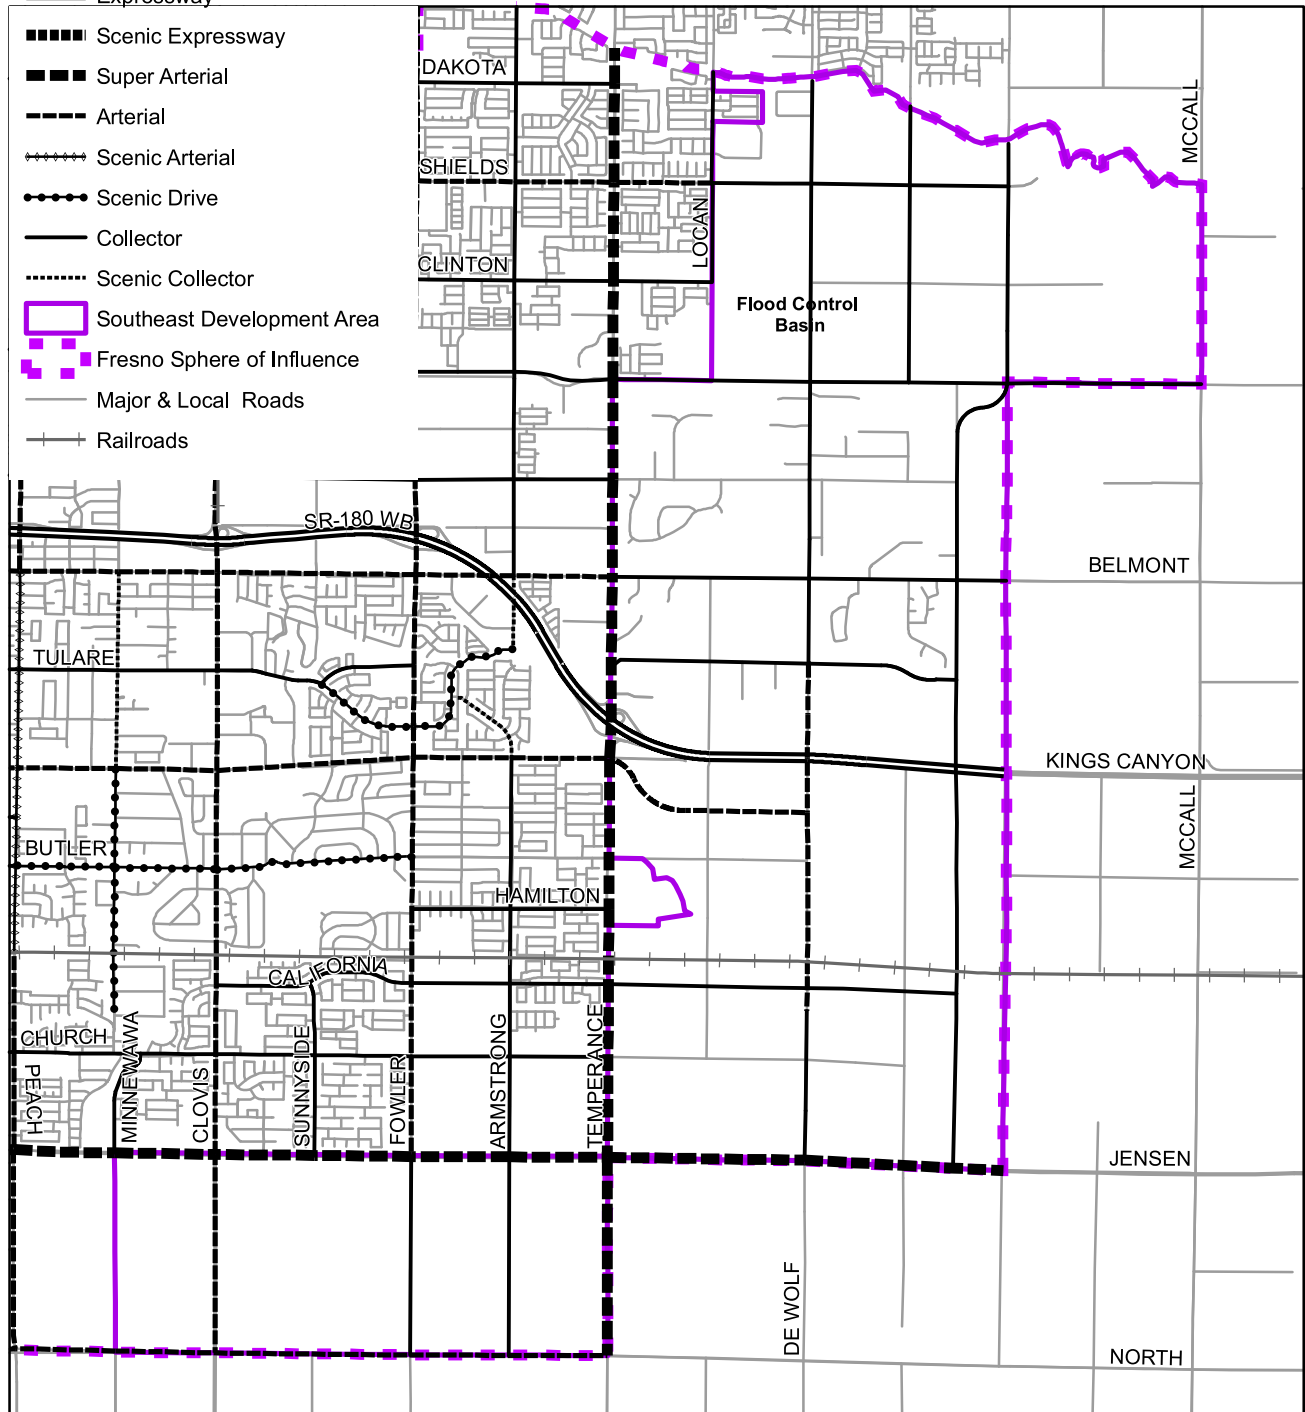 Expressway
Scenic Expressway
Super Arterial
Arterial
Scenic Arterial
Scenic Drive
Collector
Scenic Collector
Southeast Development Area
Fresno Sphere of Influence
Major & Local Roads
Railroads
DAKOTA
SHIELDS
CLINTON
LOCAN
MCCALL
Flood Control
Basin
SR-180 WB
BELMONT
TULARE
KINGS CANYON
MCCALL
BUTLER
HAMILTON
CALIFORNIA
CHURCH
PEACH
MINNEWAWA
CLOVIS
SUNNYSIDE
FOWLER
ARMSTRONG
TEMPERANCE
JENSEN
DE WOLF
NORTH